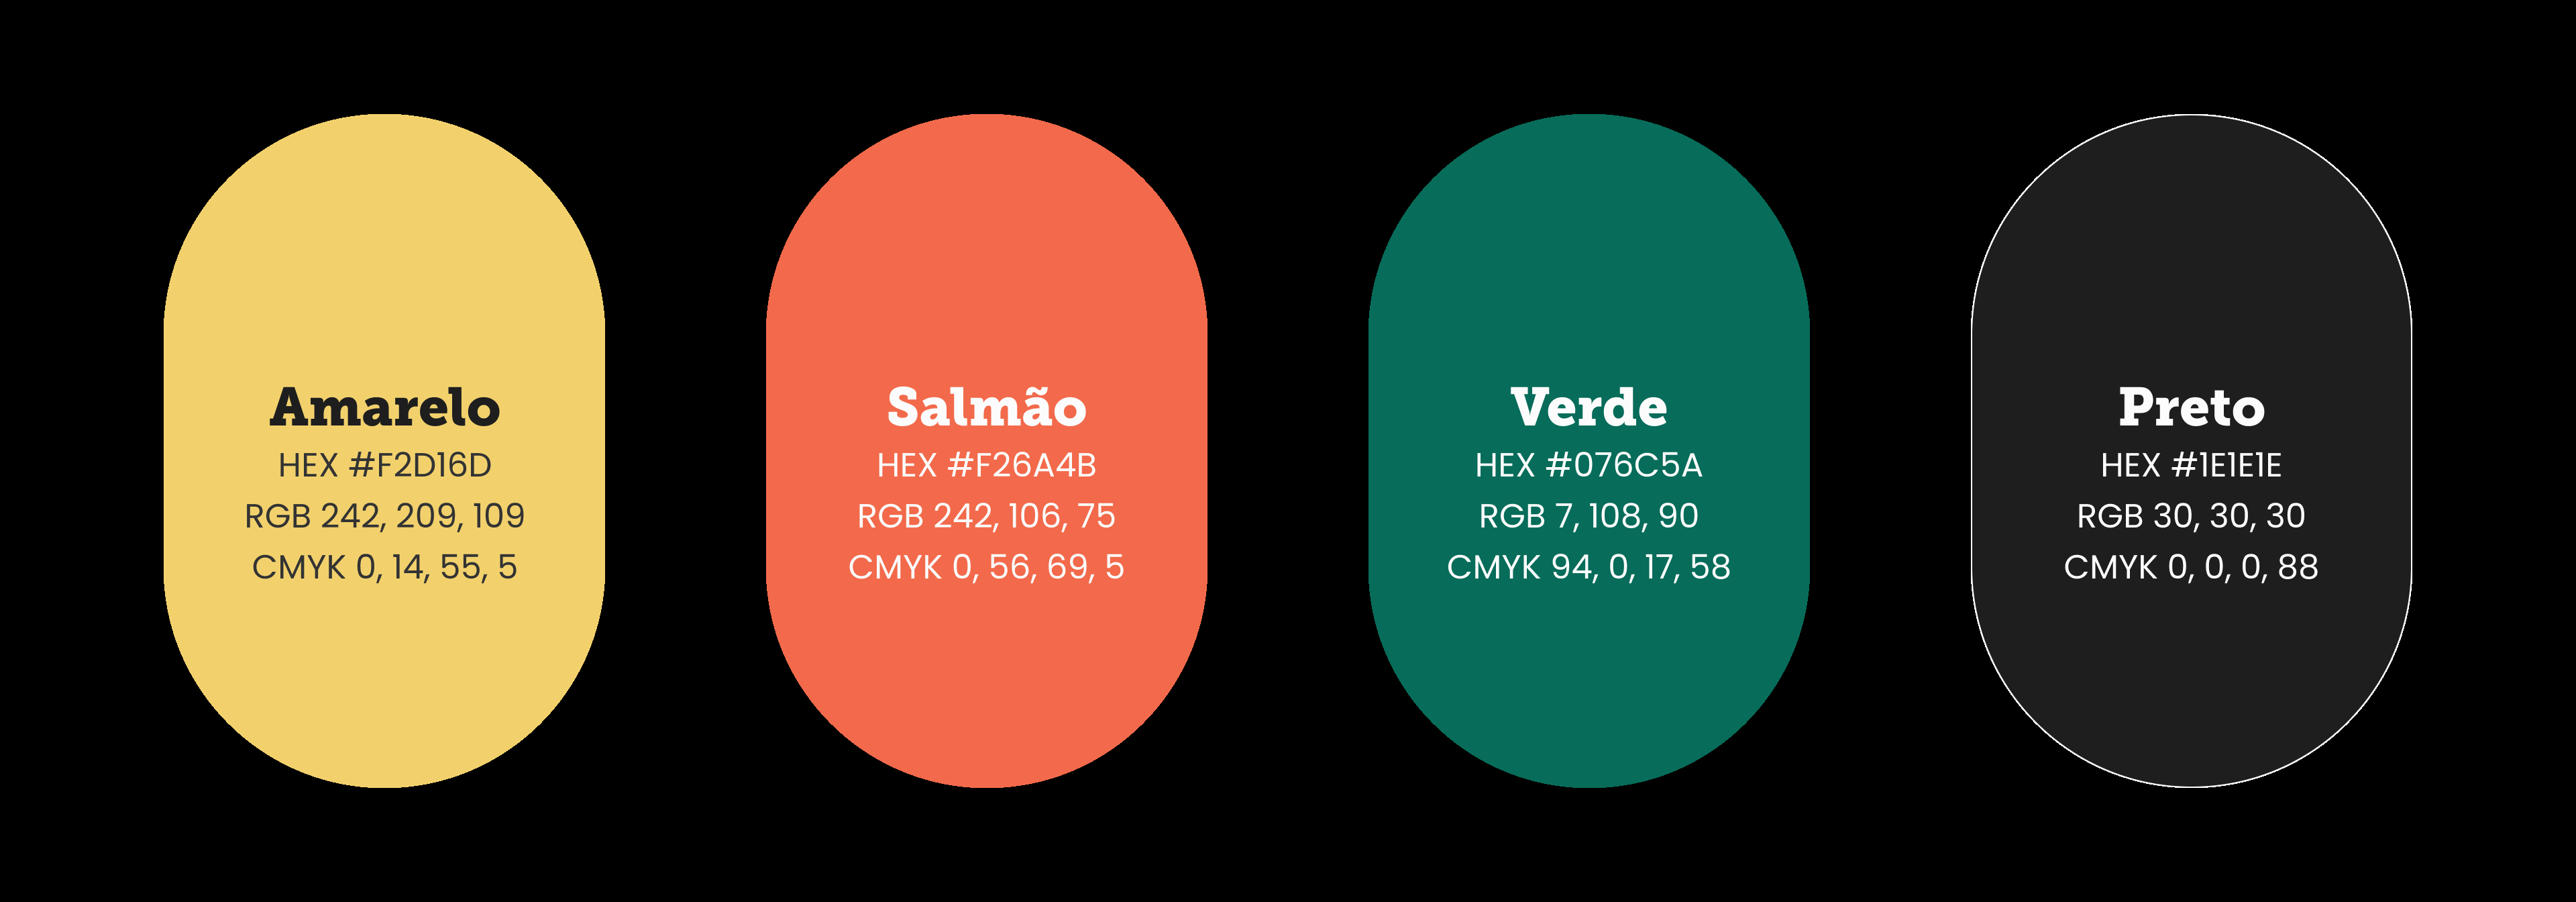 Amarelo
HEX #F2D16D
RGB 242, 209, 109
CMYK 0, 14, 55, 5
Salmão
HEX #F26A4B
RGB 242, 106, 75
CMYK 0, 56, 69, 5
Verde
HEX #076C5A
RGB 7, 108, 90
CMYK 94, 0, 17, 58
Preto
HEX #1E1E1E
RGB 30, 30, 30
CMYK 0, 0, 0, 88